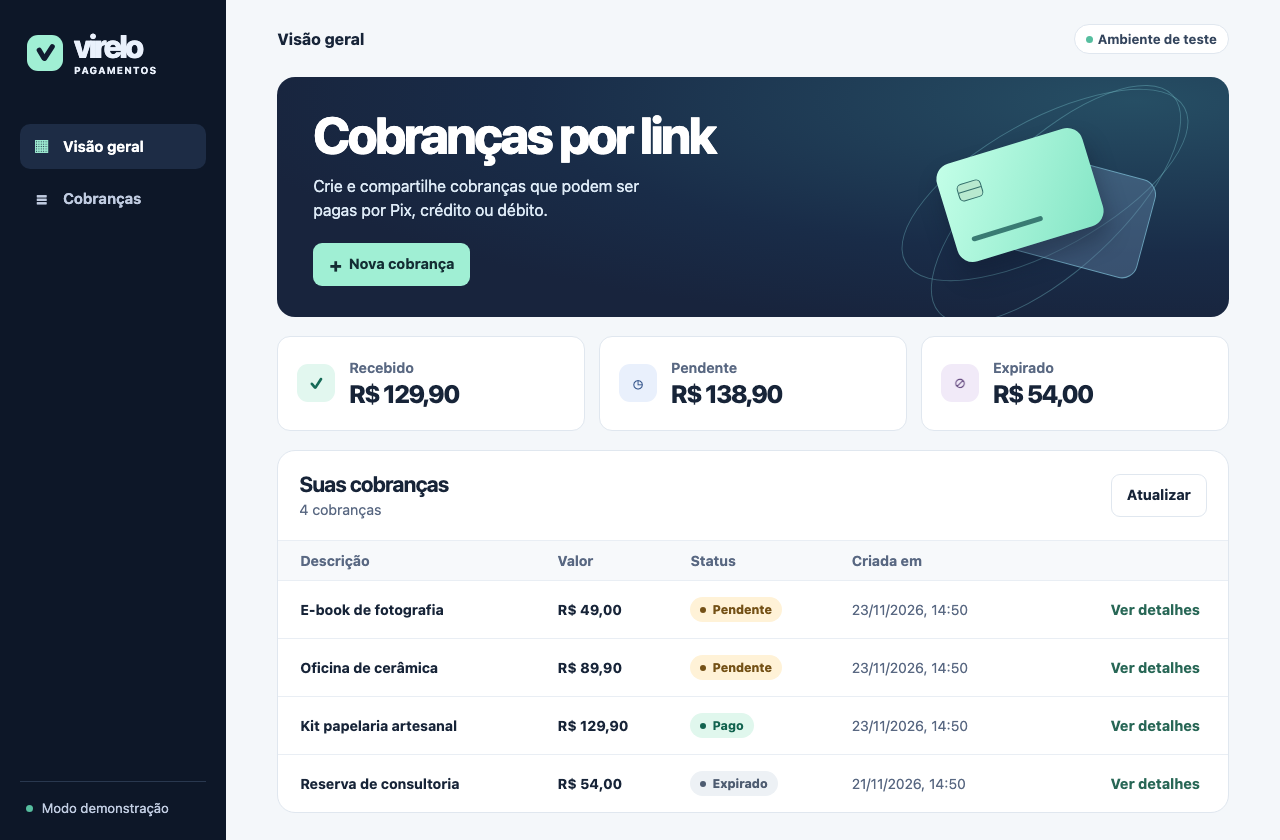 virelo
PAGAMENTOS
Visão geral
Cobranças
Modo demonstração
Visão geral
Ambiente de teste
Cobranças por link
Crie e compartilhe cobranças que podem ser
pagas por Pix, crédito ou débito.
+ Nova cobrança
Recebido
R$ 129,90
Pendente
R$ 138,90
Expirado
R$ 54,00
Suas cobranças
4 cobranças
Atualizar
Descrição Valor Status Criada em
E-book de fotografia R$ 49,00 Pendente 23/11/2026, 14:50 Ver detalhes
Oficina de cerâmica R$ 89,90 Pendente 23/11/2026, 14:50 Ver detalhes
Kit papelaria artesanal R$ 129,90 Pago 23/11/2026, 14:50 Ver detalhes
Reserva de consultoria R$ 54,00 Expirado 21/11/2026, 14:50 Ver detalhes